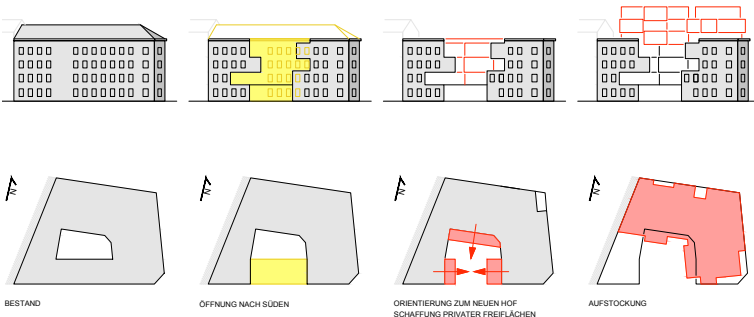 N
N
N
N
BESTAND
ÖFFNUNG NACH SÜDEN
ORIENTIERUNG ZUM NEUEN HOF
SCHAFFUNG PRIVATER FREIFLÄCHEN
AUFSTOCKUNG